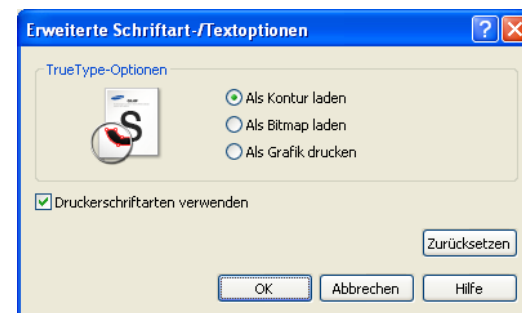 Erweiterte Schriftart-/Textoptionen
TrueType-Optionen
Als Kontur laden
Als Bitmap laden
Als Grafik drucken
S
Druckerschriftarten verwenden
Zurücksetzen
OK Abbrechen Hilfe